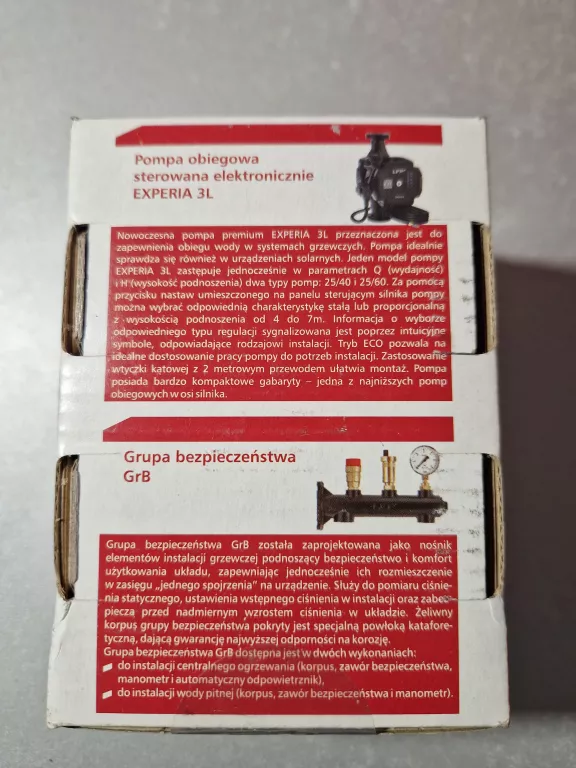 Pompa obiegowa
sterowana elektronicznie
EXPERIA 3L
LFP
Nowoczesna pompa premium EXPERIA 3L przeznaczona jest do
zapewnienia obiegu wody w systemach grzewczych. Pompa idealnie
sprawdza się również w urządzeniach solarnych. Jeden model pompy
EXPERIA 3L zastępuje jednocześnie w parametrach Q (wydajność)
i H (wysokość podnoszenia) dwa typy pomp: 25/40 i 25/60. Za pomocą
przycisku nastaw umieszczonego na panelu sterującym silnika pompy
można wybrać odpowiednią charakterystykę stałą lub proporcjonalną
z wysokością podnoszenia od 4 do 7m. Informacja o wyborze
odpowiedniego typu regulacji sygnalizowana jest poprzez intuicyjne
symbole, odpowiadające rodzajowi instalacji. Tryb ECO pozwala na
idealne dostosowanie pracy pompy do potrzeb instalacji. Zastosowanie
wtyczki kątowej z 2 metrowym przewodem ułatwia montaż. Pompa
posiada bardzo kompaktowe gabaryty – jedna z najniższych pomp
obiegowych w osi silnika.
Grupa bezpieczeństwa
GrB
Grupa bezpieczeństwa GrB została zaprojektowana jako nośnik
elementów instalacji grzewczej podnoszący bezpieczeństwo i komfort
użytkowania układu, zapewniając jednocześnie ich rozmieszczenie
w zasięgu „jednego spojrzenia” na urządzenie. Służy do pomiaru ciśnie-
nia statycznego, ustawienia wstępnego ciśnienia w instalacji oraz zabez-
pieczą przed nadmiernym wzrostem ciśnienia w układzie. Żeliwny
korpus grupy bezpieczeństwa pokryty jest specjalną powłoką katafore-
tyczną, dającą gwarancję najwyższej odporności na korozję.
Grupa bezpieczeństwa GrB dostępna jest w dwóch wykonaniach:
do instalacji centralnego ogrzewania (korpus, zawór bezpieczeństwa,
manometr i automatyczny odpowietrznik),
do instalacji wody pitnej (korpus, zawór bezpieczeństwa i manometr).